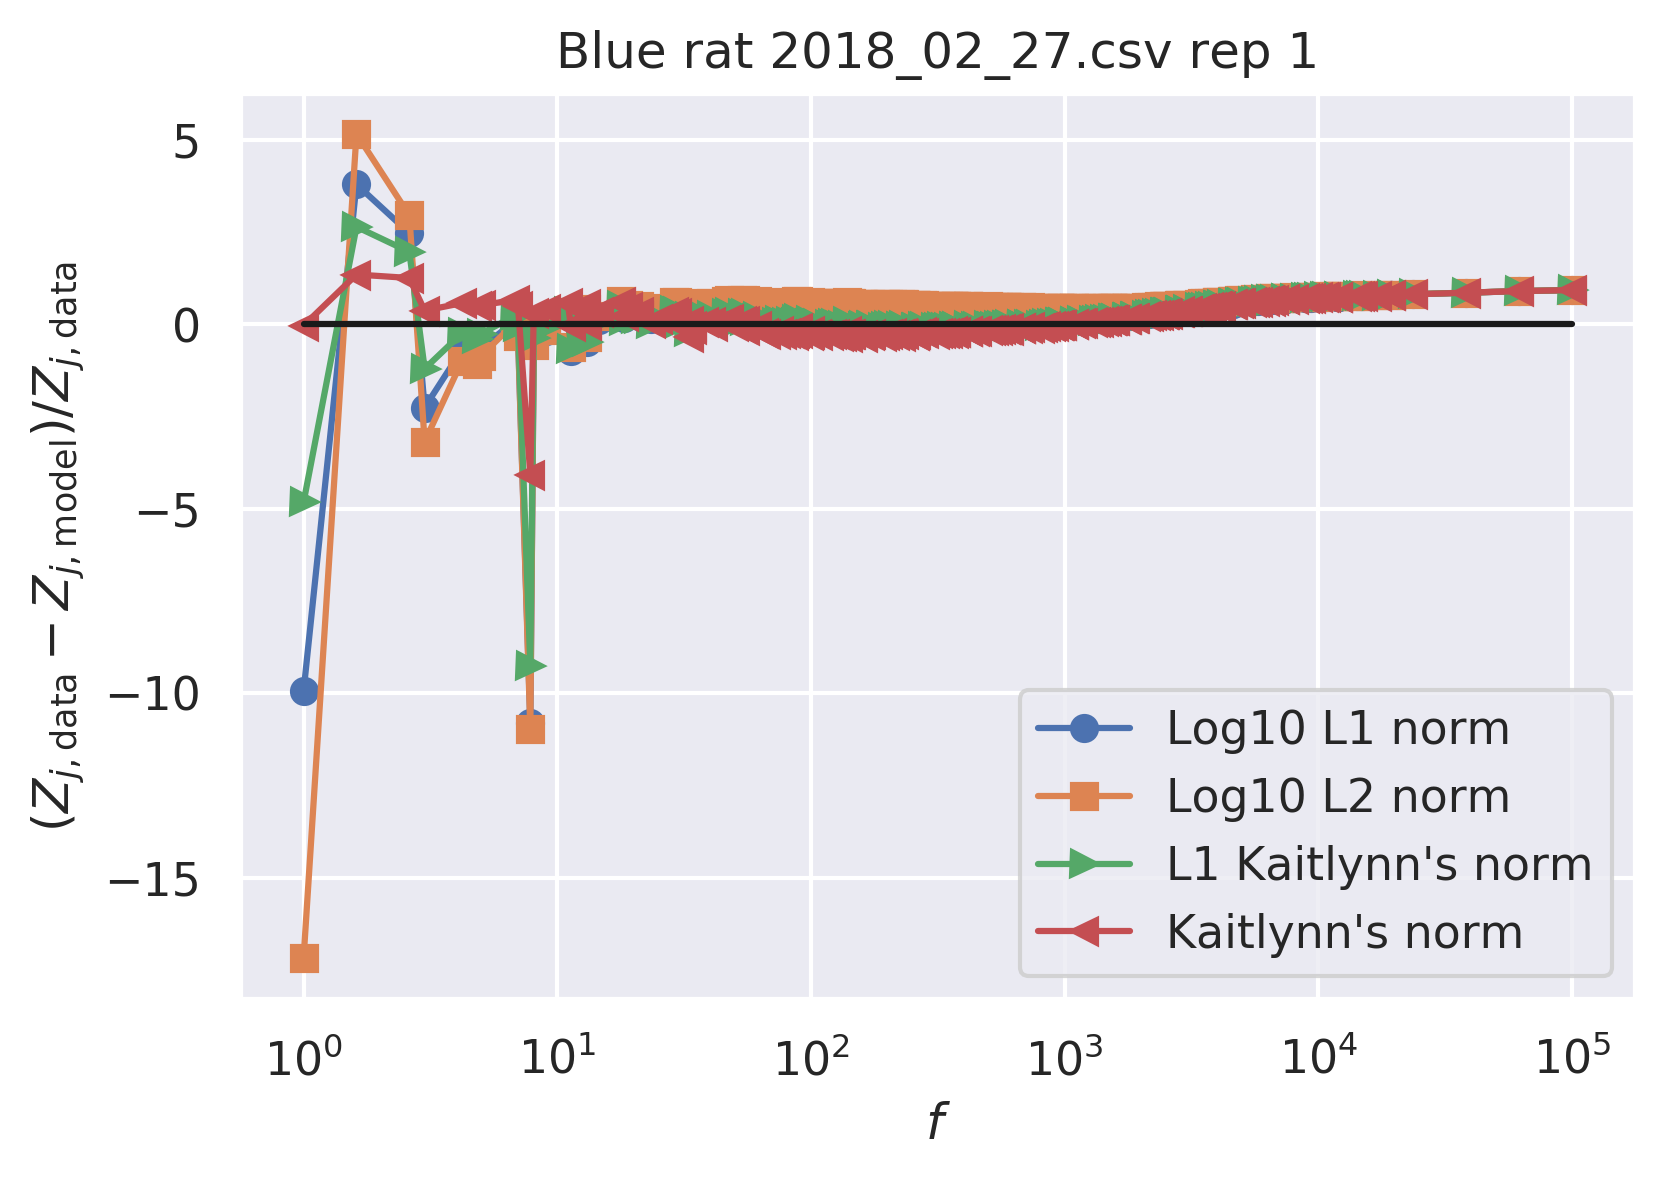 Blue rat 2018_02_27.csv rep 1
(Z_{j, data} − Z_{j, model})/Z_{j, data}
5
0
−5
−10
−15
10^0 10^1 10^2 10^3 10^4 10^5
f
Log10 L1 norm
Log10 L2 norm
L1 Kaitlynn's norm
Kaitlynn's norm